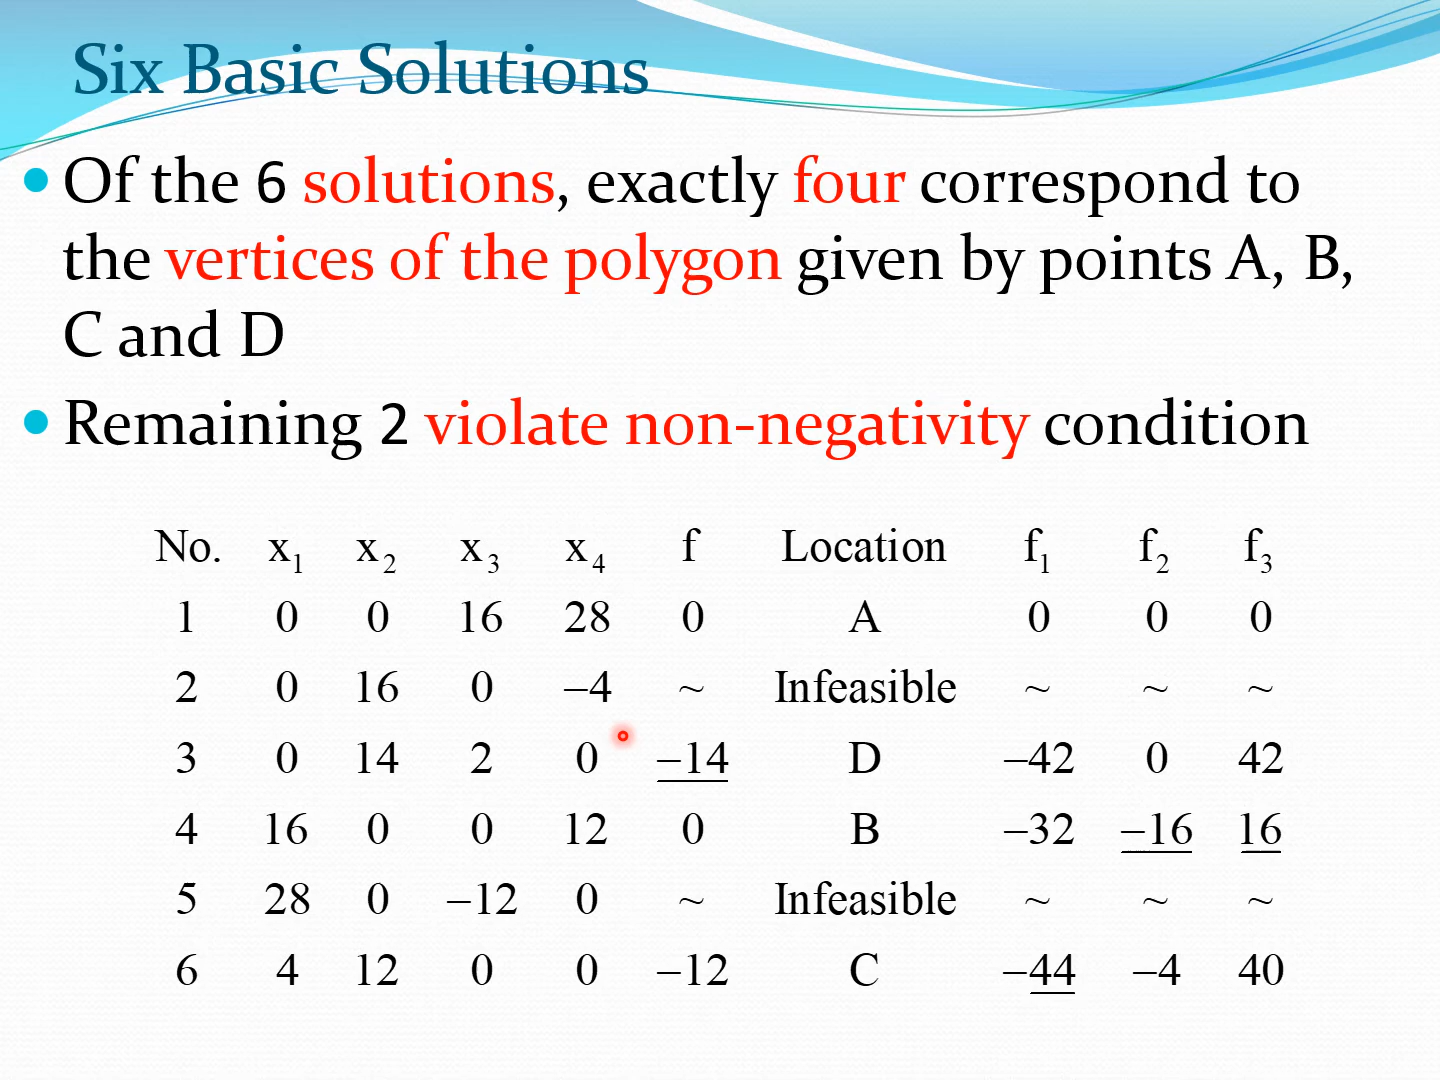 Six Basic Solutions
• Of the 6 solutions, exactly four correspond to
the vertices of the polygon given by points A, B,
C and D
• Remaining 2 violate non-negativity condition
No. x₁ x₂ x₃ x₄ f Location f₁ f₂ f₃
1 0 0 16 28 0 A 0 0 0
2 0 16 0 −4 ~ Infeasible ~ ~ ~
3 0 14 2 0 −14 D −42 0 42
4 16 0 0 12 0 B −32 −16 16
5 28 0 −12 0 ~ Infeasible ~ ~ ~
6 4 12 0 0 −12 C −44 −4 40